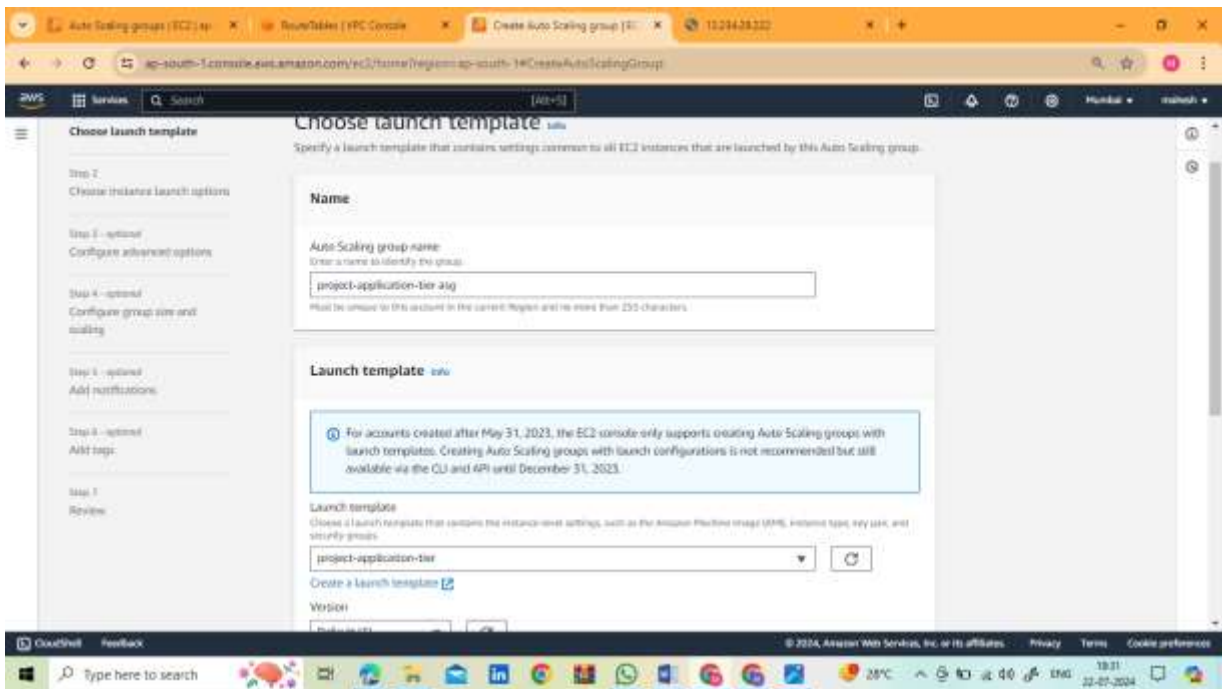 Auto Scaling groups | EC2 | ap-
RouteTables | VPC Console
Create Auto Scaling group | EC
13.234.28.222
ap-south-1.console.aws.amazon.com/ec2/home?region=ap-south-1#CreateAutoScalingGroup:
aws
Services
Search
[Alt+S]
Mumbai
mahesh
Choose launch template
Step 2
Choose instance launch options
Step 3 - optional
Configure advanced options
Step 4 - optional
Configure group size and
scaling
Step 5 - optional
Add notifications
Step 6 - optional
Add tags
Step 7
Review
Choose launch template Info
Specify a launch template that contains settings common to all EC2 instances that are launched by this Auto Scaling group.
Name
Auto Scaling group name
Enter a name to identify the group.
project-application-tier asg
Must be unique to this account in the current Region and no more than 255 characters.
Launch template Info
For accounts created after May 31, 2023, the EC2 console only supports creating Auto Scaling groups with
launch templates. Creating Auto Scaling groups with launch configurations is not recommended but still
available via the CLI and API until December 31, 2023.
Launch template
Choose a launch template that contains the instance-level settings, such as the Amazon Machine Image (AMI), instance type, key pair, and
security groups.
project-application-tier
Create a launch template
Version
CloudShell
Feedback
© 2024, Amazon Web Services, Inc. or its affiliates.
Privacy
Terms
Cookie preferences
Type here to search
28°C
ENG
22-07-2024